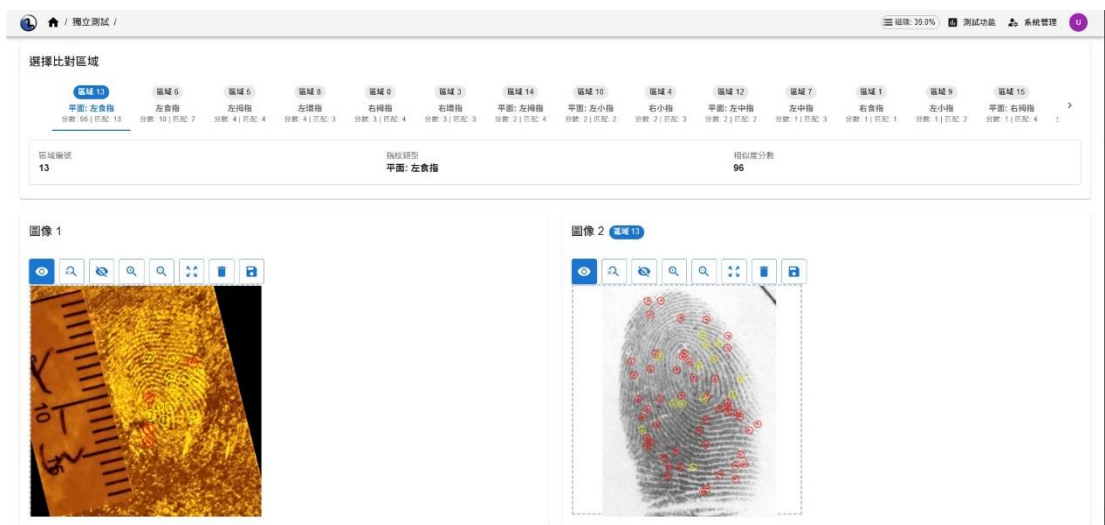 / 獨立測試 /
磁碟: 39.0%
測試功能
系統管理
U
選擇比對區域
區域 13
平面: 左食指
分數: 96 | 匹配: 13
區域 6
左食指
分數: 10 | 匹配: 7
區域 5
左拇指
分數: 4 | 匹配: 4
區域 8
左環指
分數: 4 | 匹配: 3
區域 0
右拇指
分數: 3 | 匹配: 4
區域 3
右環指
分數: 3 | 匹配: 3
區域 14
平面: 左拇指
分數: 2 | 匹配: 4
區域 10
平面: 左小指
分數: 2 | 匹配: 2
區域 4
右小指
分數: 2 | 匹配: 3
區域 12
平面: 左中指
分數: 2 | 匹配: 2
區域 7
左中指
分數: 1 | 匹配: 3
區域 1
右食指
分數: 1 | 匹配: 1
區域 9
左小指
分數: 1 | 匹配: 2
區域 15
平面: 右拇指
分數: 1 | 匹配: 4
區域編號
13
指紋類型
平面: 左食指
相似度分數
96
圖像 1
圖像 2
區域 13
10